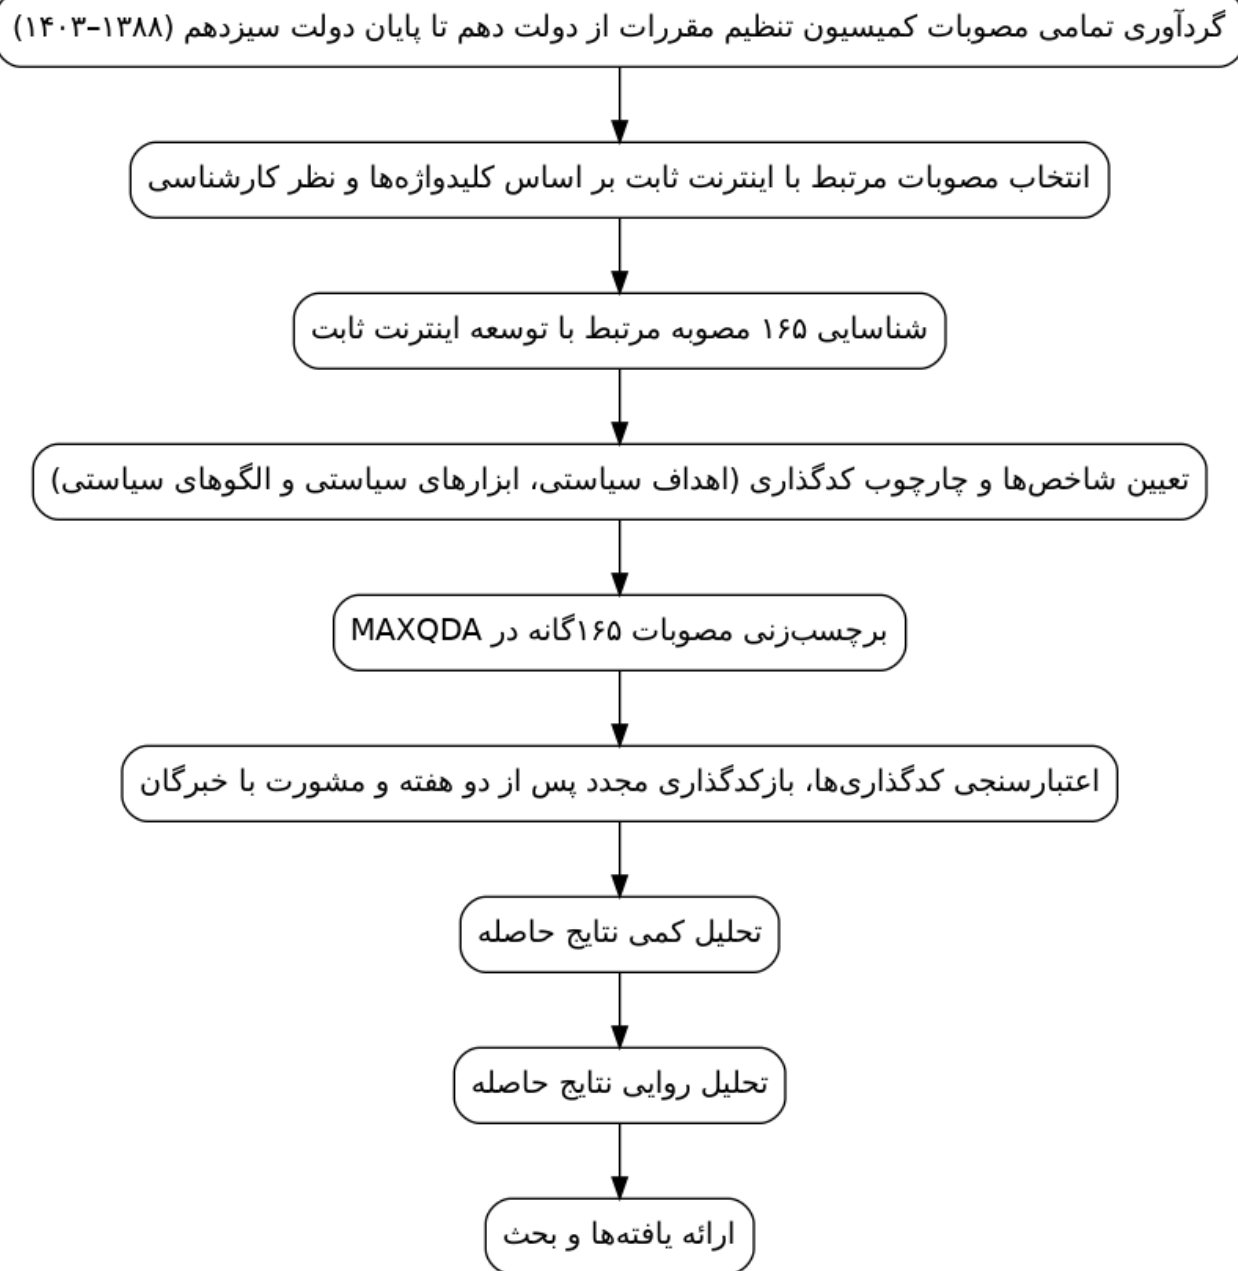 گردآوری تمامی مصوبات کمیسیون تنظیم مقررات از دولت دهم تا پایان دولت سیزدهم (۱۳۸۸–۱۴۰۳)
انتخاب مصوبات مرتبط با اینترنت ثابت بر اساس کلیدواژه‌ها و نظر کارشناسی
شناسایی ۱۶۵ مصوبه مرتبط با توسعه اینترنت ثابت
تعیین شاخص‌ها و چارچوب کدگذاری (اهداف سیاستی، ابزارهای سیاستی و الگوهای سیاستی)
برچسب‌زنی مصوبات ۱۶۵گانه در MAXQDA
اعتبارسنجی کدگذاری‌ها، بازکدگذاری مجدد پس از دو هفته و مشورت با خبرگان
تحلیل کمی نتایج حاصله
تحلیل روایی نتایج حاصله
ارائه یافته‌ها و بحث